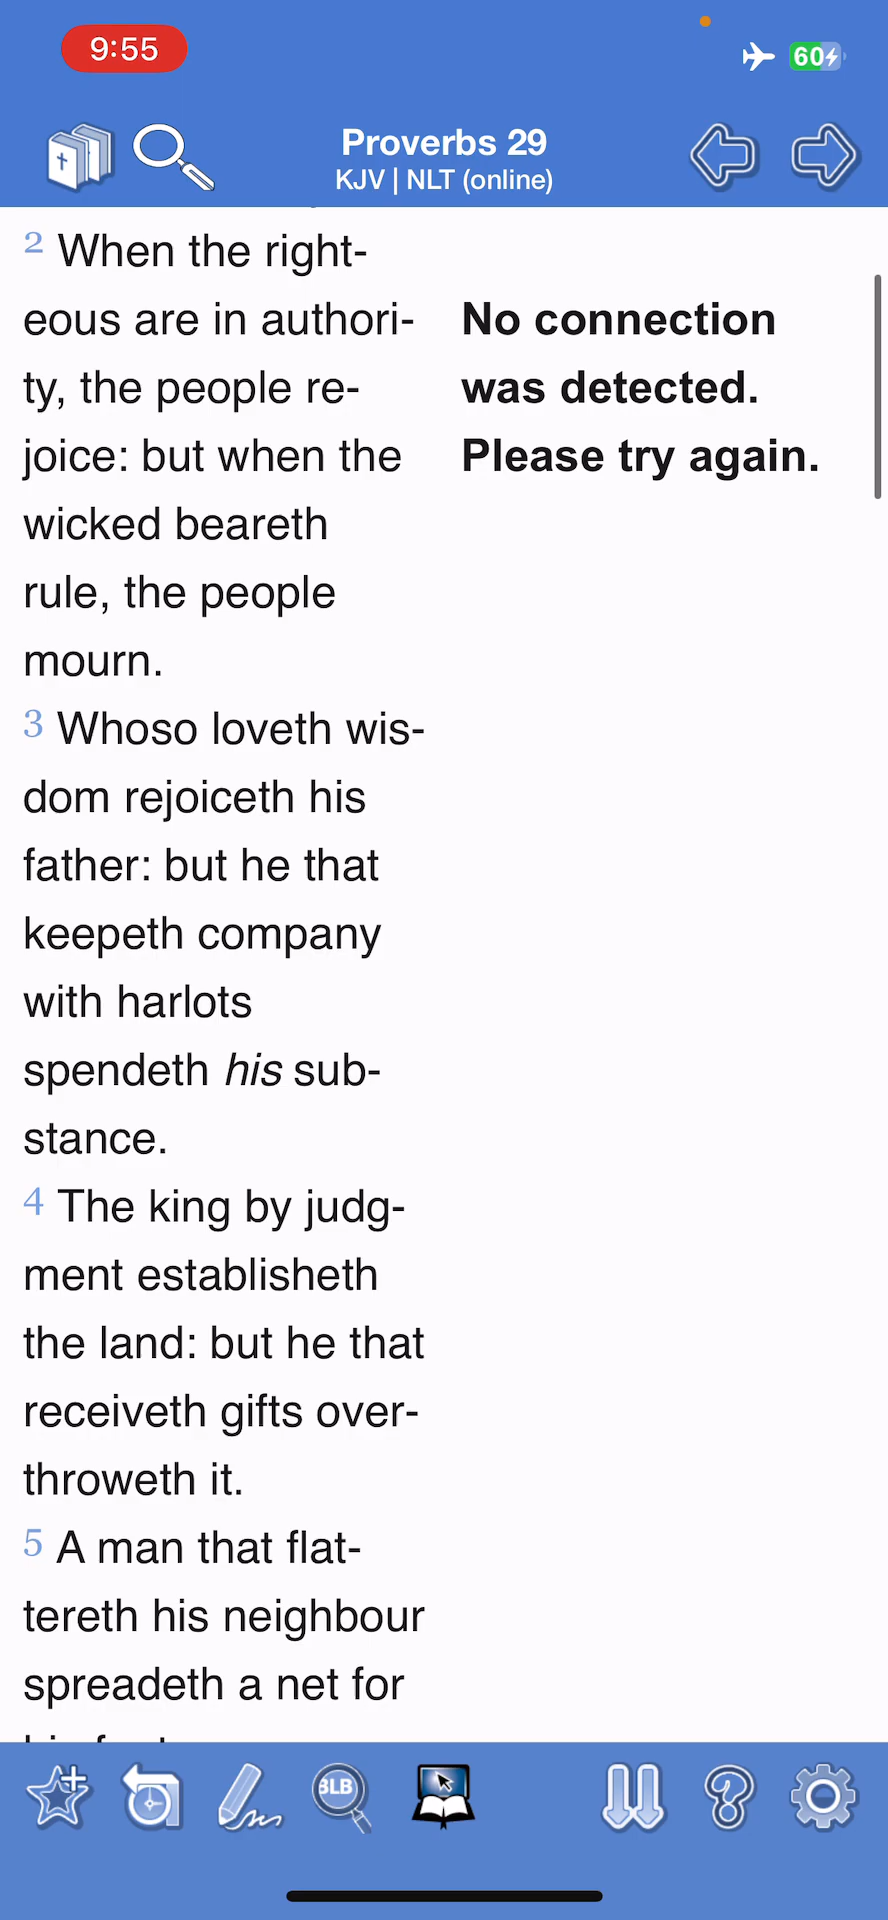 9:55
60
Proverbs 29
KJV | NLT (online)
2 When the right-
eous are in authori-
ty, the people re-
joice: but when the
wicked beareth
rule, the people
mourn.
3 Whoso loveth wis-
dom rejoiceth his
father: but he that
keepeth company
with harlots
spendeth his sub-
stance.
4 The king by judg-
ment establisheth
the land: but he that
receiveth gifts over-
throweth it.
5 A man that flat-
tereth his neighbour
spreadeth a net for
No connection
was detected.
Please try again.
BLB